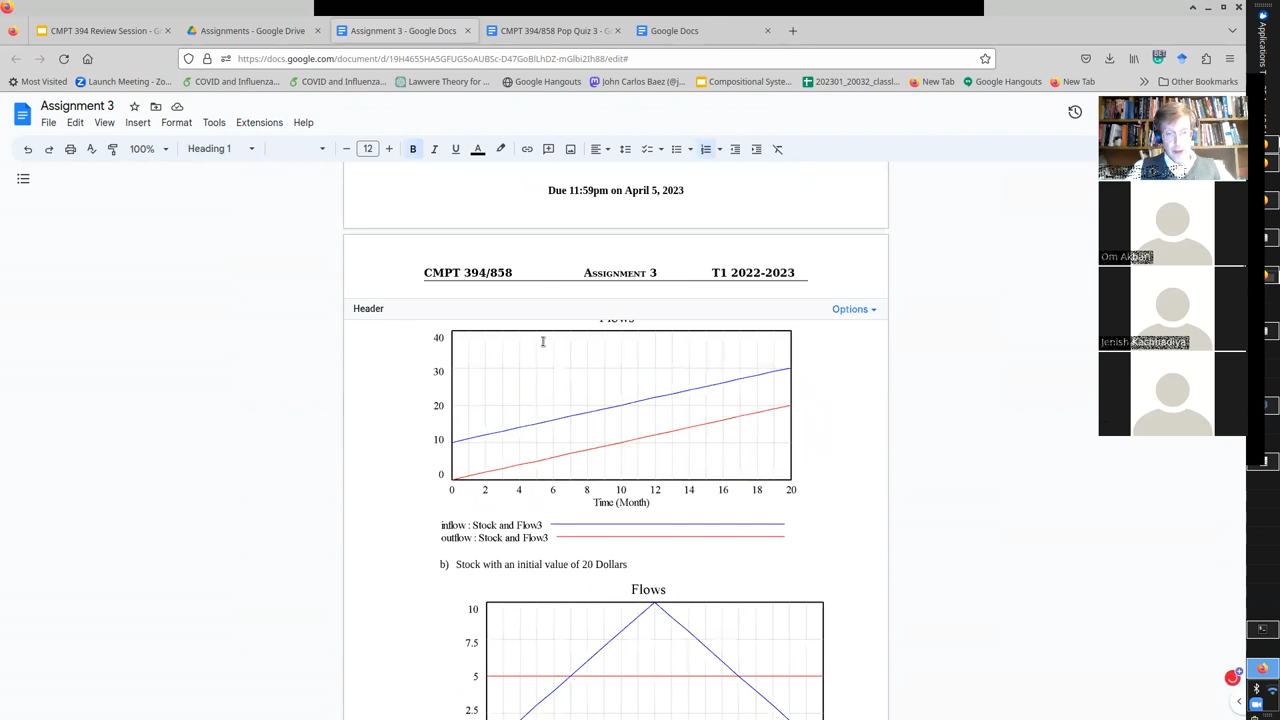 CMPT 394 Review Session - G
Assignments - Google Drive
Assignment 3 - Google Docs
CMPT 394/858 Pop Quiz 3 - G
Google Docs
https://docs.google.com/document/d/19H4655HA5GFUG5oAUBSc-D47GoBlLhDZ-mGlbi2Ih88/edit#
Most Visited
Launch Meeting - Zo...
COVID and Influenza...
COVID and Influenza...
Lawvere Theory of ...
Google Hangouts
John Carlos Baez (@j...
Compositional Syste...
202301_20032_classl...
New Tab
Google Hangouts
New Tab
Other Bookmarks
Assignment 3
File Edit View Insert Format Tools Extensions Help
100% Heading 1 12 B I U A
Due 11:59pm on April 5, 2023
CMPT 394/858 ASSIGNMENT 3 T1 2022-2023
Header Options
40
30
20
10
0
0 2 4 6 8 10 12 14 16 18 20
Time (Month)
inflow : Stock and Flow3
outflow : Stock and Flow3
b) Stock with an initial value of 20 Dollars
Flows
10
7.5
5
2.5
Om Akbari
Jenish Kachhadiya
Applications